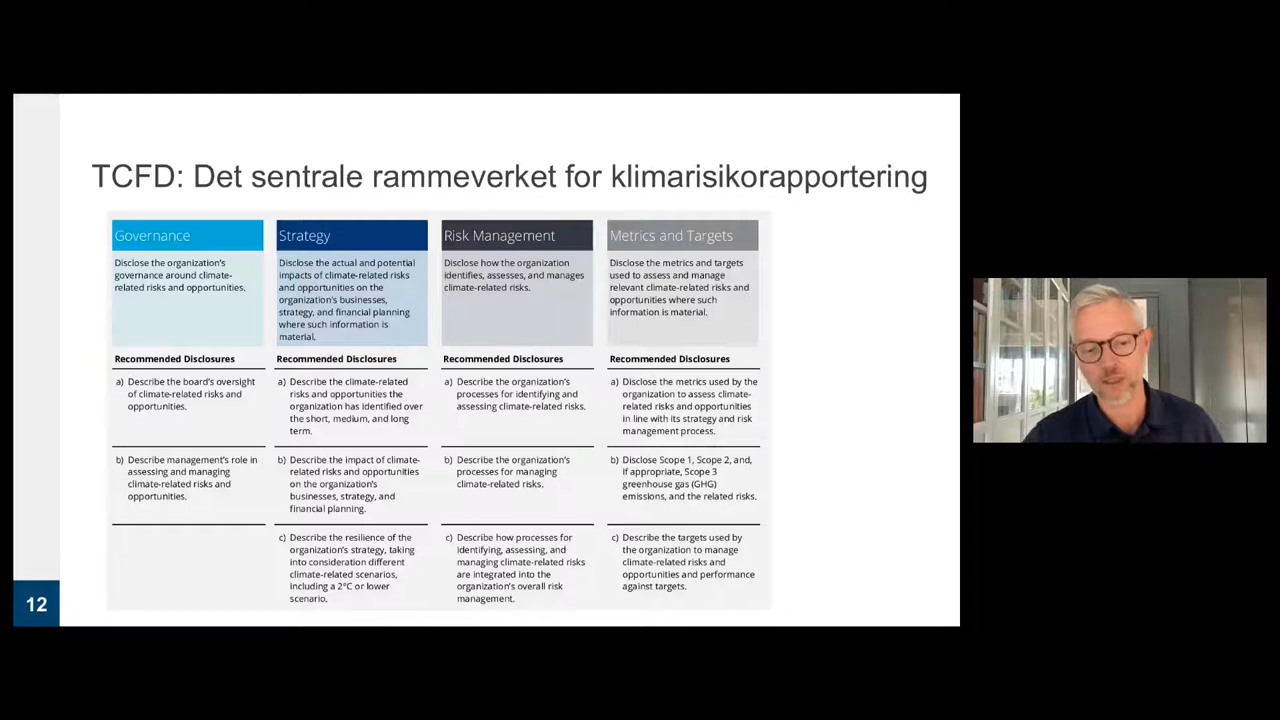 TCFD: Det sentrale rammeverket for klimarisikorapportering
Governance
Disclose the organization's
governance around climate-
related risks and opportunities.
Recommended Disclosures
a) Describe the board's oversight
of climate-related risks and
opportunities.
b) Describe management's role in
assessing and managing
climate-related risks and
opportunities.
Strategy
Disclose the actual and potential
impacts of climate-related risks
and opportunities on the
organization's businesses,
strategy, and financial planning
where such information is
material.
Recommended Disclosures
a) Describe the climate-related
risks and opportunities the
organization has identified over
the short, medium, and long
term.
b) Describe the impact of climate-
related risks and opportunities
on the organization's
businesses, strategy, and
financial planning.
c) Describe the resilience of the
organization's strategy, taking
into consideration different
climate-related scenarios,
including a 2°C or lower
scenario.
Risk Management
Disclose how the organization
identifies, assesses, and manages
climate-related risks.
Recommended Disclosures
a) Describe the organization's
processes for identifying and
assessing climate-related risks.
b) Describe the organization's
processes for managing
climate-related risks.
c) Describe how processes for
identifying, assessing, and
managing climate-related risks
are integrated into the
organization's overall risk
management.
Metrics and Targets
Disclose the metrics and targets
used to assess and manage
relevant climate-related risks and
opportunities where such
information is material.
Recommended Disclosures
a) Disclose the metrics used by the
organization to assess climate-
related risks and opportunities
in line with its strategy and risk
management process.
b) Disclose Scope 1, Scope 2, and,
if appropriate, Scope 3
greenhouse gas (GHG)
emissions, and the related risks.
c) Describe the targets used by
the organization to manage
climate-related risks and
opportunities and performance
against targets.
12